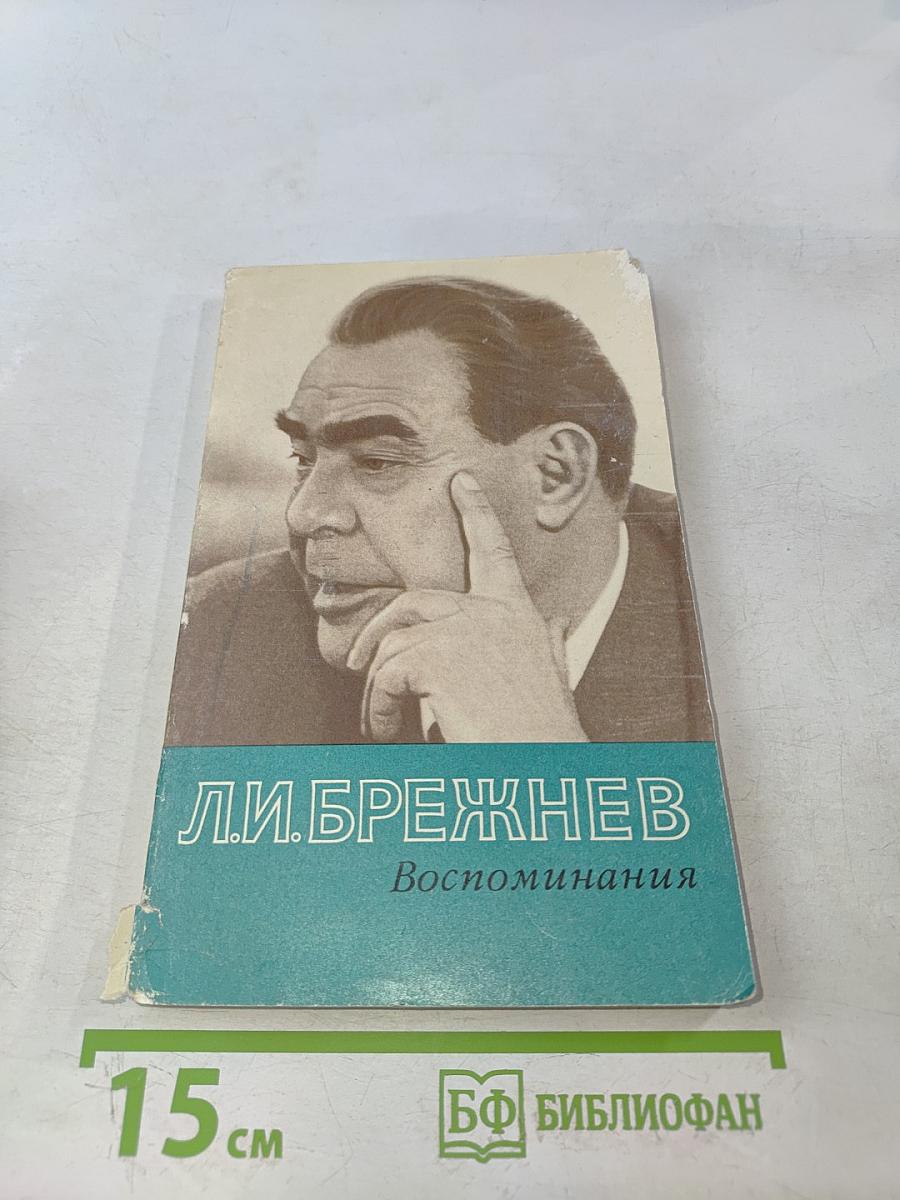 Л.И.БРЕЖНЕВ
Воспоминания
15 см
БФ БИБЛИОФАН